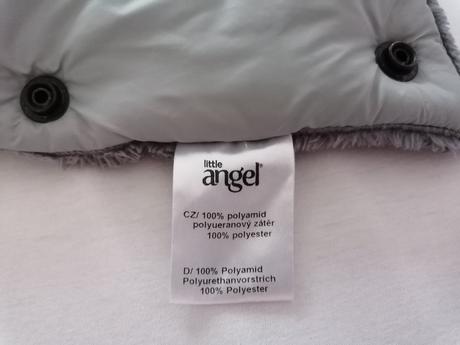 little
angel®
CZ/ 100% polyamid
polyueranový zátěr
100% polyester
D/ 100% Polyamid
Polyurethanvorstrich
100% Polyester